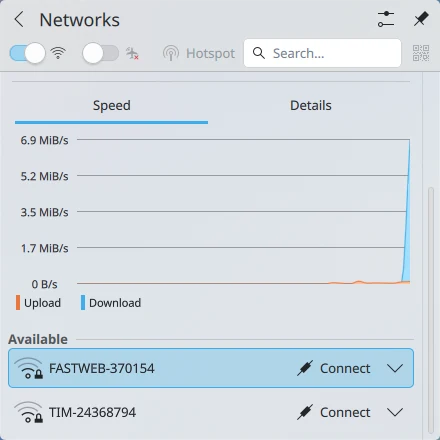 Networks
Hotspot
Search...
Speed
Details
6.9 MiB/s
5.2 MiB/s
3.5 MiB/s
1.7 MiB/s
0 B/s
Upload
Download
Available
FASTWEB-370154
Connect
TIM-24368794
Connect